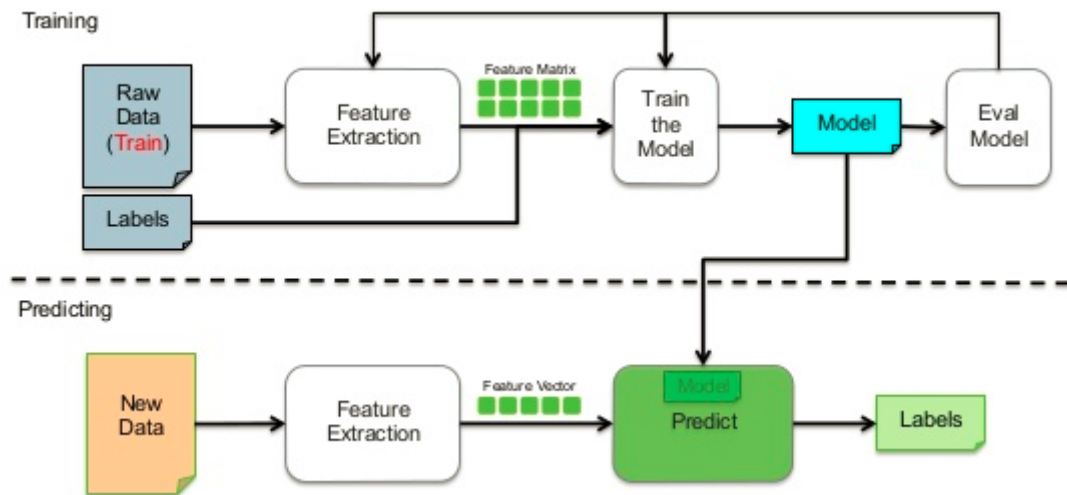 Training
Raw
Data
(Train)
Feature
Extraction
Feature Matrix
Train
the
Model
Model
Eval
Model
Labels
Predicting
New
Data
Feature
Extraction
Feature Vector
Model
Predict
Labels